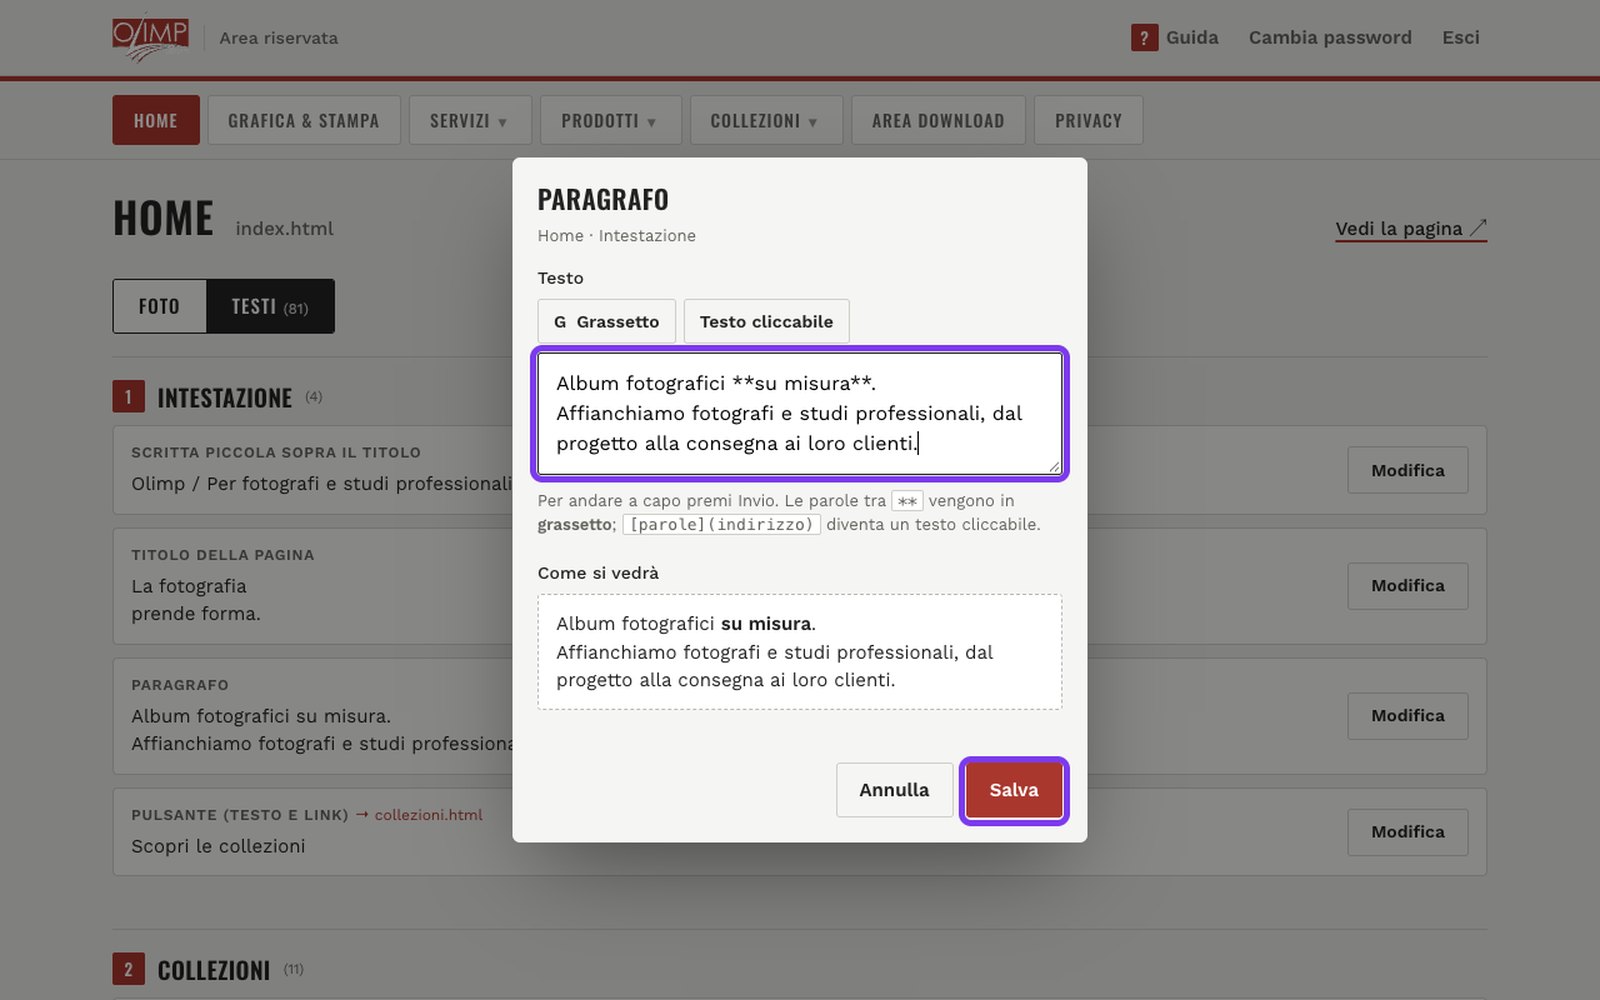 OLIMP
Area riservata
? Guida
Cambia password
Esci
HOME
GRAFICA & STAMPA
SERVIZI ▼
PRODOTTI ▼
COLLEZIONI ▼
AREA DOWNLOAD
PRIVACY
HOME index.html
Vedi la pagina ↗
FOTO
TESTI (81)
1 INTESTAZIONE (4)
SCRITTA PICCOLA SOPRA IL TITOLO
Olimp / Per fotografi e studi professionali
Modifica
TITOLO DELLA PAGINA
La fotografia
prende forma.
Modifica
PARAGRAFO
Album fotografici su misura.
Affianchiamo fotografi e studi
Modifica
PULSANTE (TESTO E LINK) → collezioni.html
Scopri le collezioni
Modifica
2 COLLEZIONI (11)
PARAGRAFO
Home · Intestazione
Testo
G Grassetto
Testo cliccabile
Album fotografici **su misura**.
Affianchiamo fotografi e studi professionali, dal
progetto alla consegna ai loro clienti.
Per andare a capo premi Invio. Le parole tra ** vengono in
grassetto; [parole](indirizzo) diventa un testo cliccabile.
Come si vedrà
Album fotografici su misura.
Affianchiamo fotografi e studi professionali, dal
progetto alla consegna ai loro clienti.
Annulla
Salva